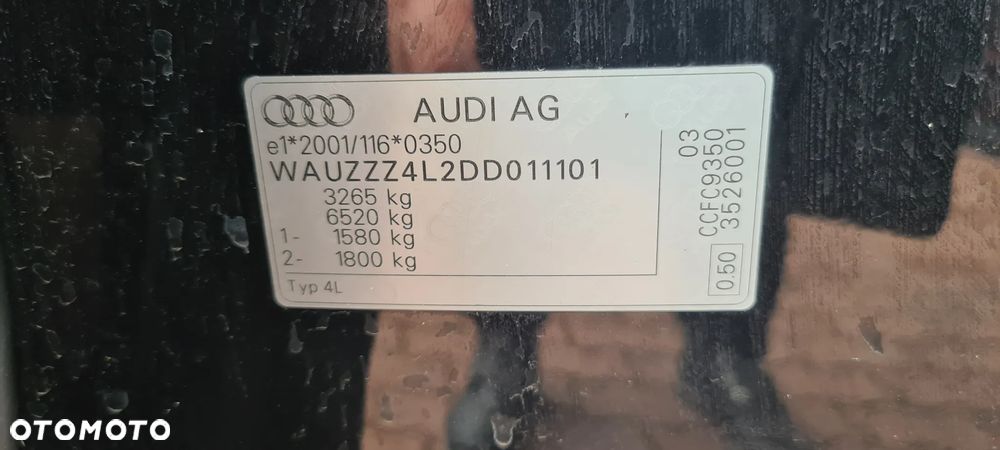 AUDI AG
e1*2001/116*0350
WAUZZZ4L2DD011101
3265 kg
6520 kg
1- 1580 kg
2- 1800 kg
Typ 4L
03
CCFC9350
3526001
0.50
OTOMOTO